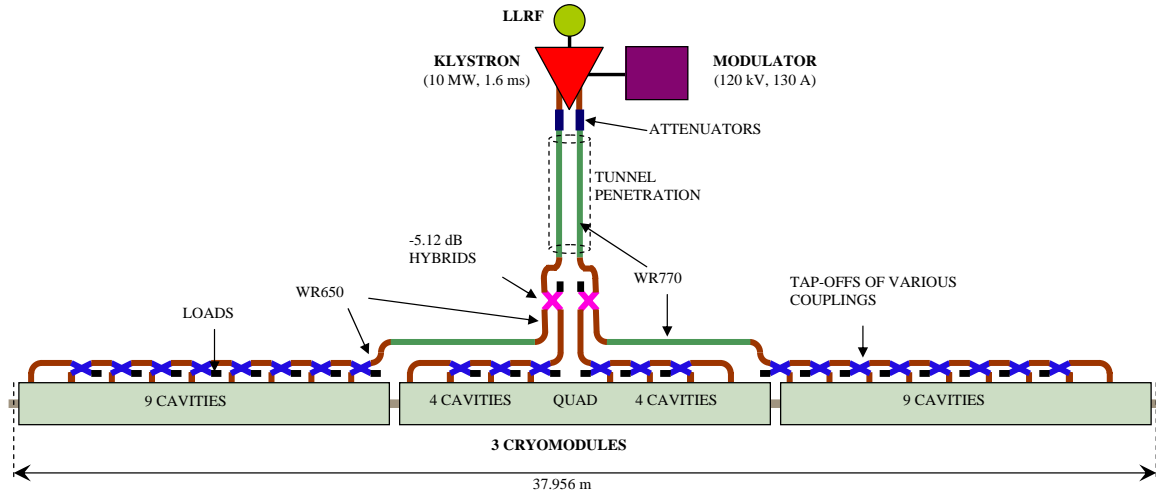 LLRF
KLYSTRON
(10 MW, 1.6 ms)
MODULATOR
(120 kV, 130 A)
ATTENUATORS
TUNNEL
PENETRATION
-5.12 dB
HYBRIDS
WR770
TAP-OFFS OF VARIOUS
COUPLINGS
WR650
LOADS
9 CAVITIES
4 CAVITIES
QUAD
4 CAVITIES
9 CAVITIES
3 CRYOMODULES
37.956 m